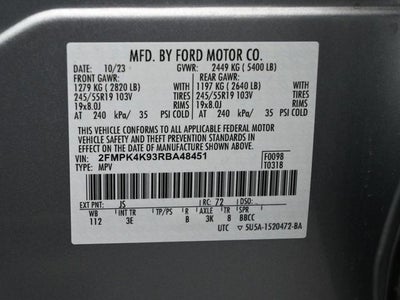 MFD. BY FORD MOTOR CO.
DATE: 10/23 GVWR: 2449 KG ( 5400 LB)
FRONT GAWR: REAR GAWR:
1279 KG ( 2820 LB) WITH 1197 KG ( 2640 LB) WITH
245/55R19 103V TIRES 245/55R19 103V TIRES
19x8.0J RIMS 19x8.0J RIMS
AT 240 kPa/ 35 PSI COLD AT 240 kPa/ 35 PSI COLD
THIS VEHICLE CONFORMS TO ALL APPLICABLE FEDERAL MOTOR
VEHICLE SAFETY AND THEFT PREVENTION STANDARDS IN
EFFECT ON THE DATE OF MANUFACTURE SHOWN ABOVE.
VIN: 2FMPK4K93RBA48451 F0098
TYPE: MPV T031B
EXT PNT: JS RC: 72 DSO:
WB INT TR TP/PS R AXLE TR SPR
112 3E B 3K 8 BBCC
UTC 5U5A-1520472-BA